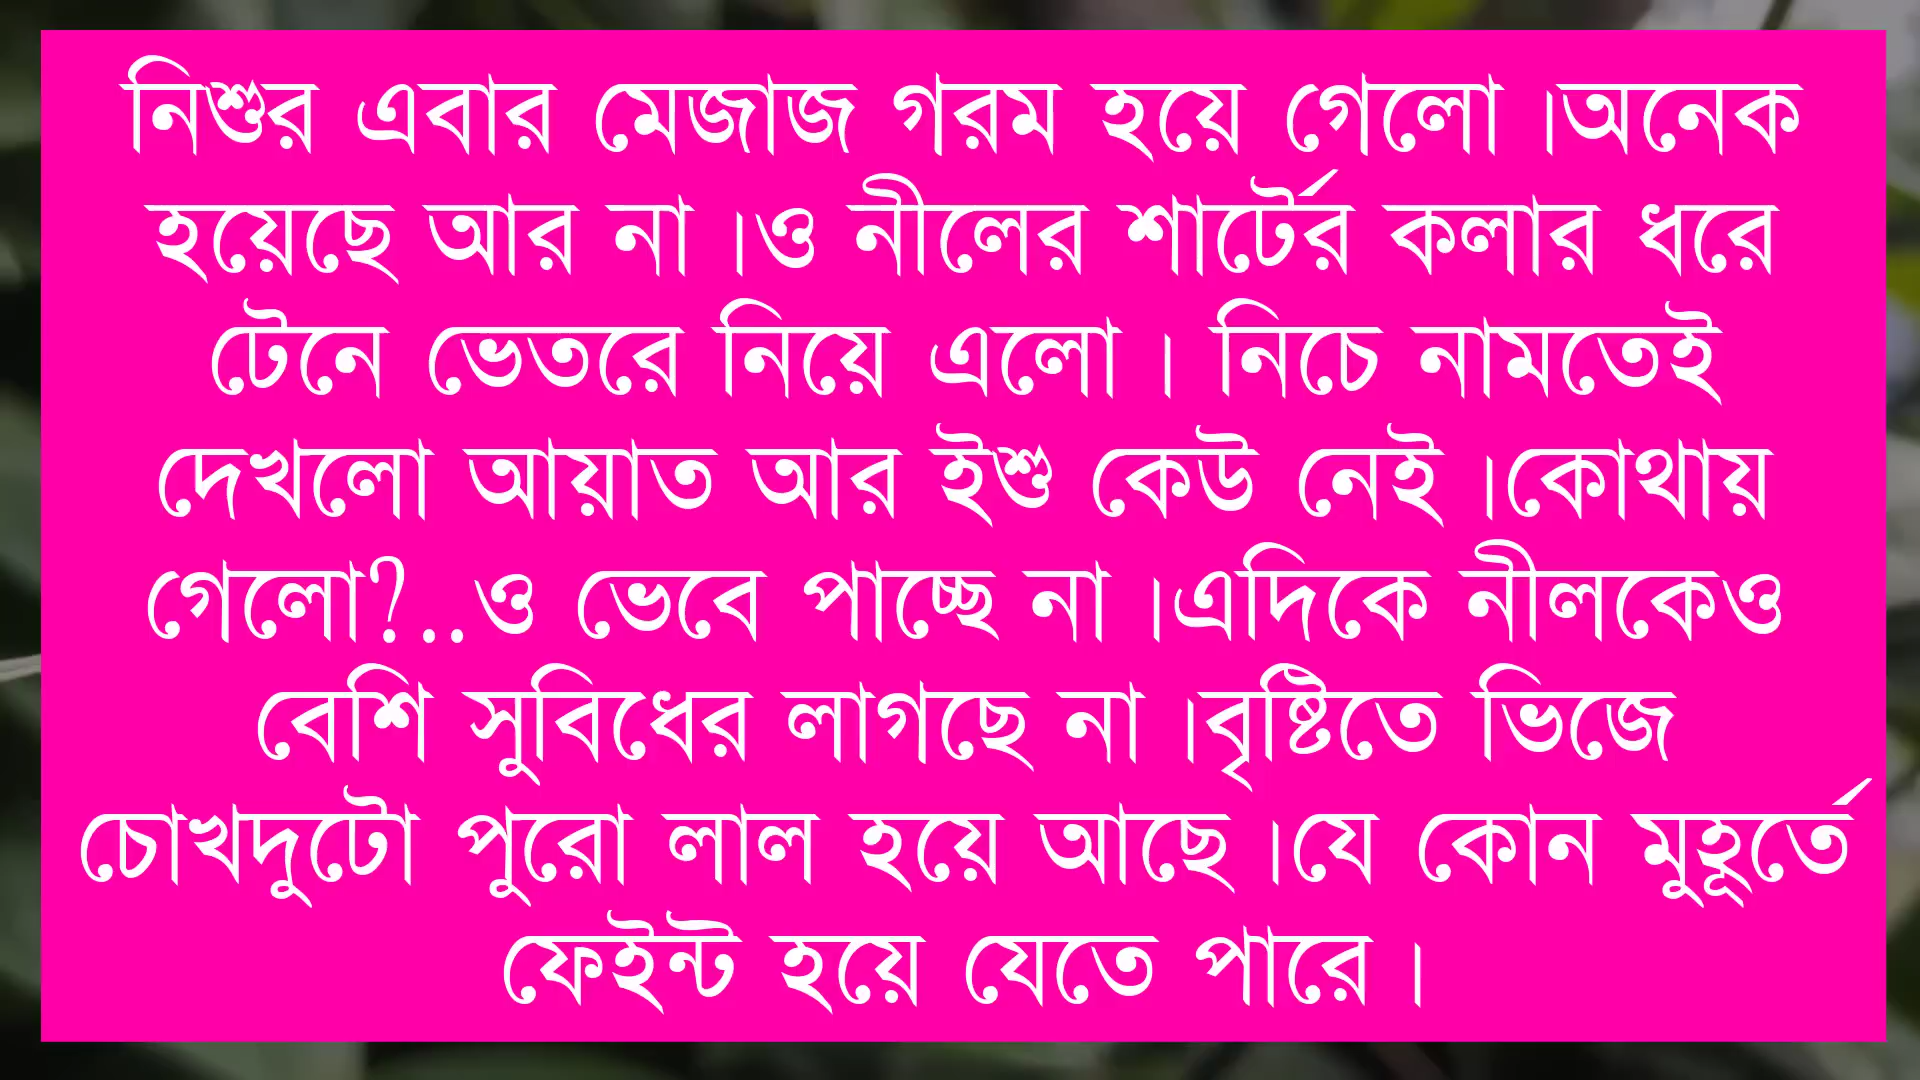 নিশুর এবার মেজাজ গরম হয়ে গেলো ।অনেক
হয়েছে আর না ।ও নীলের শার্টের কলার ধরে
টেনে ভেতরে নিয়ে এলো । নিচে নামতেই
দেখলো আয়াত আর ইশু কেউ নেই ।কোথায়
গেলো?..ও ভেবে পাচ্ছে না ।এদিকে নীলকেও
বেশি সুবিধের লাগছে না ।বৃষ্টিতে ভিজে
চোখদুটো পুরো লাল হয়ে আছে ।যে কোন মুহূর্তে
ফেইন্ট হয়ে যেতে পারে ।